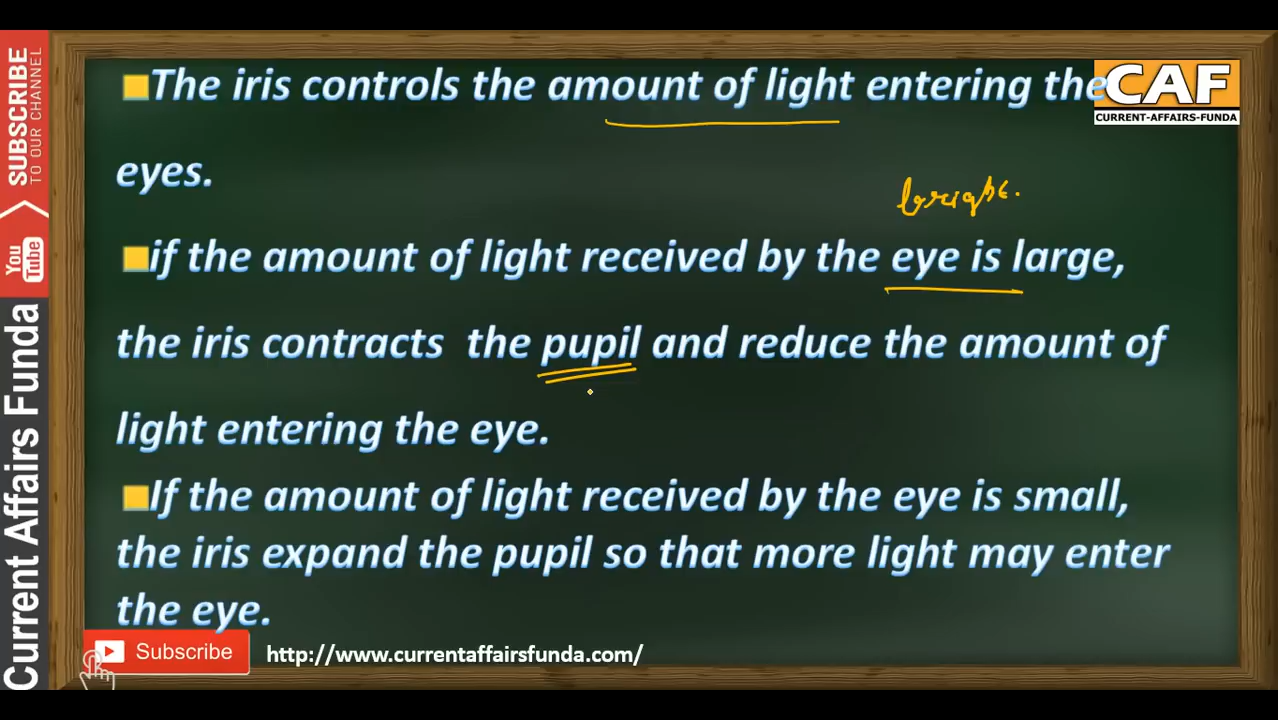 The iris controls the amount of light entering the
CAF
CURRENT-AFFAIRS-FUNDA
eyes.
bright.
if the amount of light received by the eye is large,
the iris contracts the pupil and reduce the amount of
light entering the eye.
If the amount of light received by the eye is small,
the iris expand the pupil so that more light may enter
the eye.
Subscribe
http://www.currentaffairsfunda.com/
SUBSCRIBE
TO OUR CHANNEL
You
Tube
Current Affairs Funda